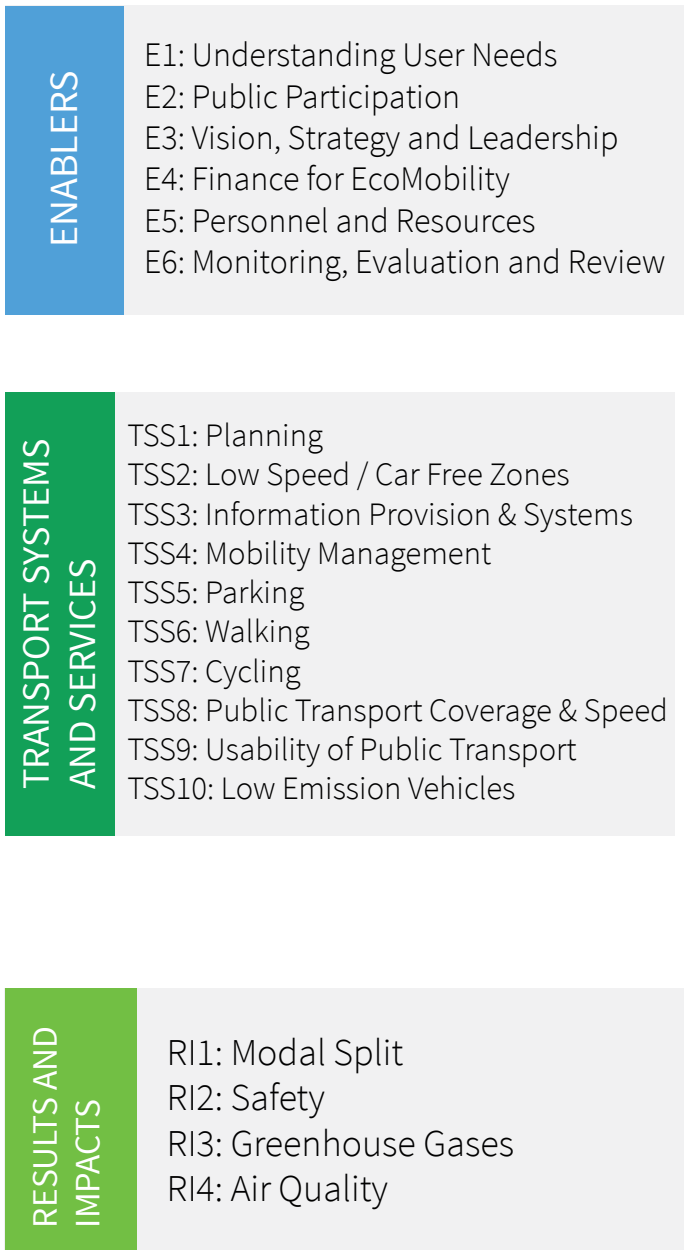 ENABLERS
E1: Understanding User Needs
E2: Public Participation
E3: Vision, Strategy and Leadership
E4: Finance for EcoMobility
E5: Personnel and Resources
E6: Monitoring, Evaluation and Review
TRANSPORT SYSTEMS
AND SERVICES
TSS1: Planning
TSS2: Low Speed / Car Free Zones
TSS3: Information Provision & Systems
TSS4: Mobility Management
TSS5: Parking
TSS6: Walking
TSS7: Cycling
TSS8: Public Transport Coverage & Speed
TSS9: Usability of Public Transport
TSS10: Low Emission Vehicles
RESULTS AND
IMPACTS
RI1: Modal Split
RI2: Safety
RI3: Greenhouse Gases
RI4: Air Quality